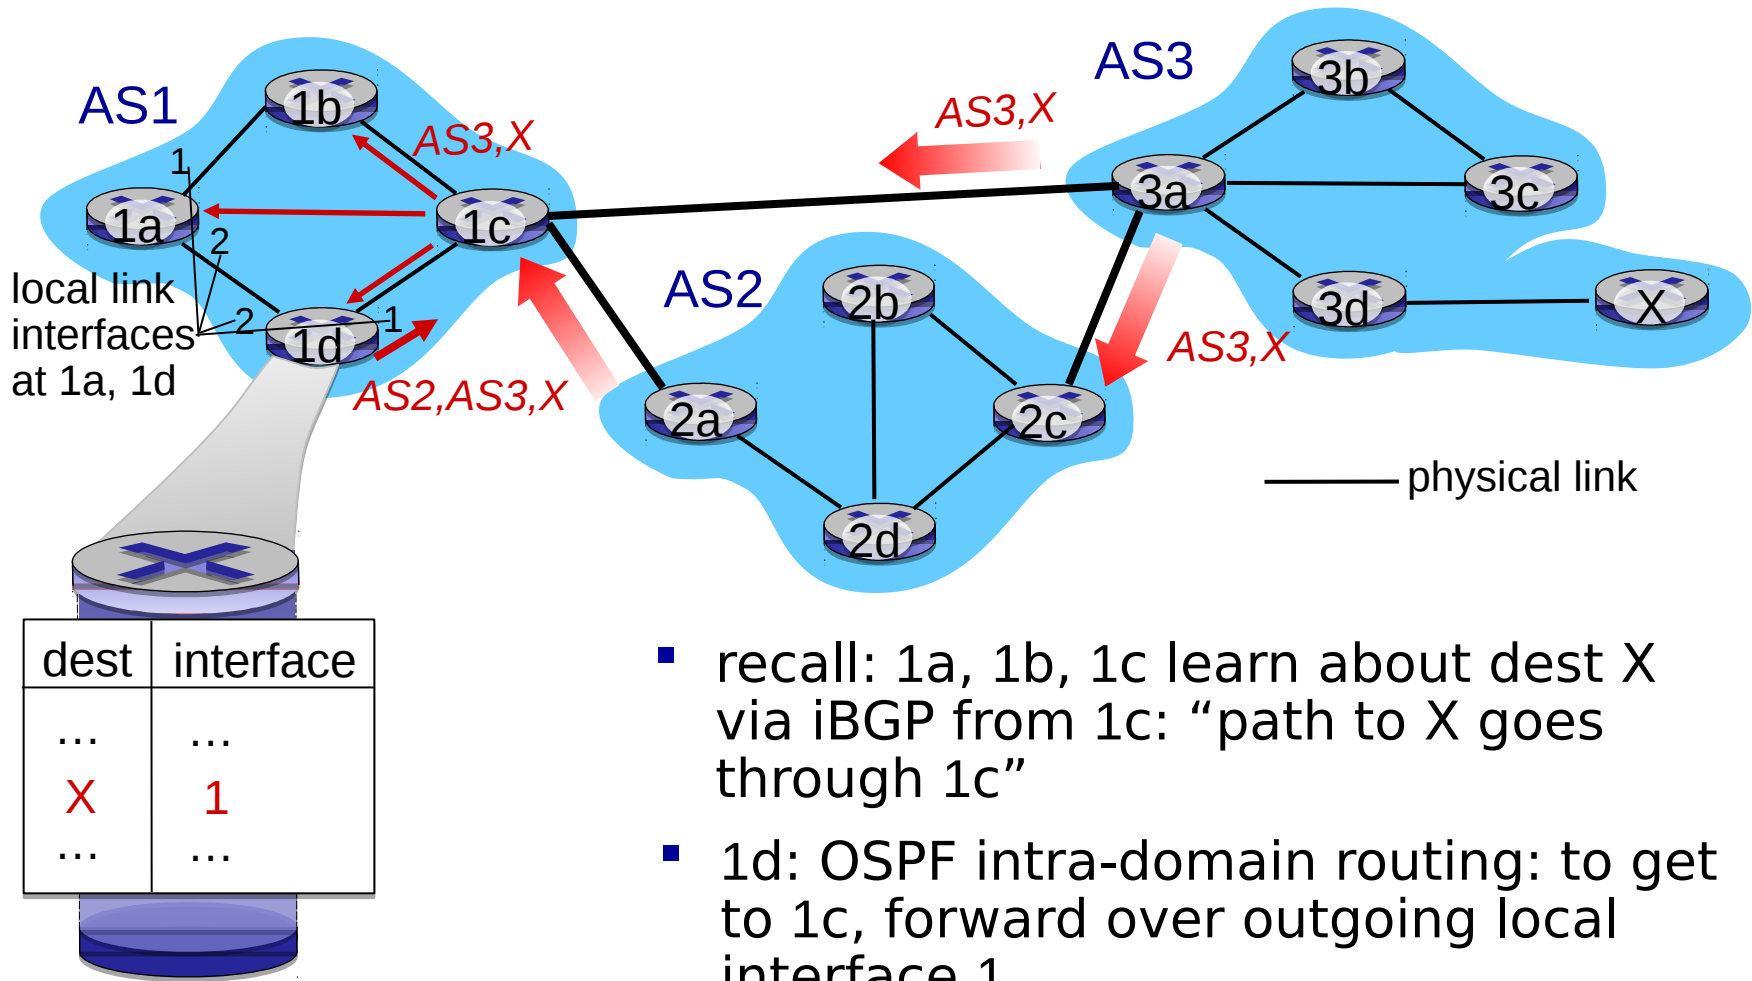 AS3
3b
AS1
1b
AS3,X
AS3,X
1
3a
3c
1a
1c
2
local link
interfaces
at 1a, 1d
AS2
2b
3d
X
2
1
1d
AS3,X
AS2,AS3,X
2a
2c
physical link
2d
dest interface
… …
X 1
… …
recall: 1a, 1b, 1c learn about dest X
via iBGP from 1c: “path to X goes
through 1c”
1d: OSPF intra-domain routing: to get
to 1c, forward over outgoing local
interface 1